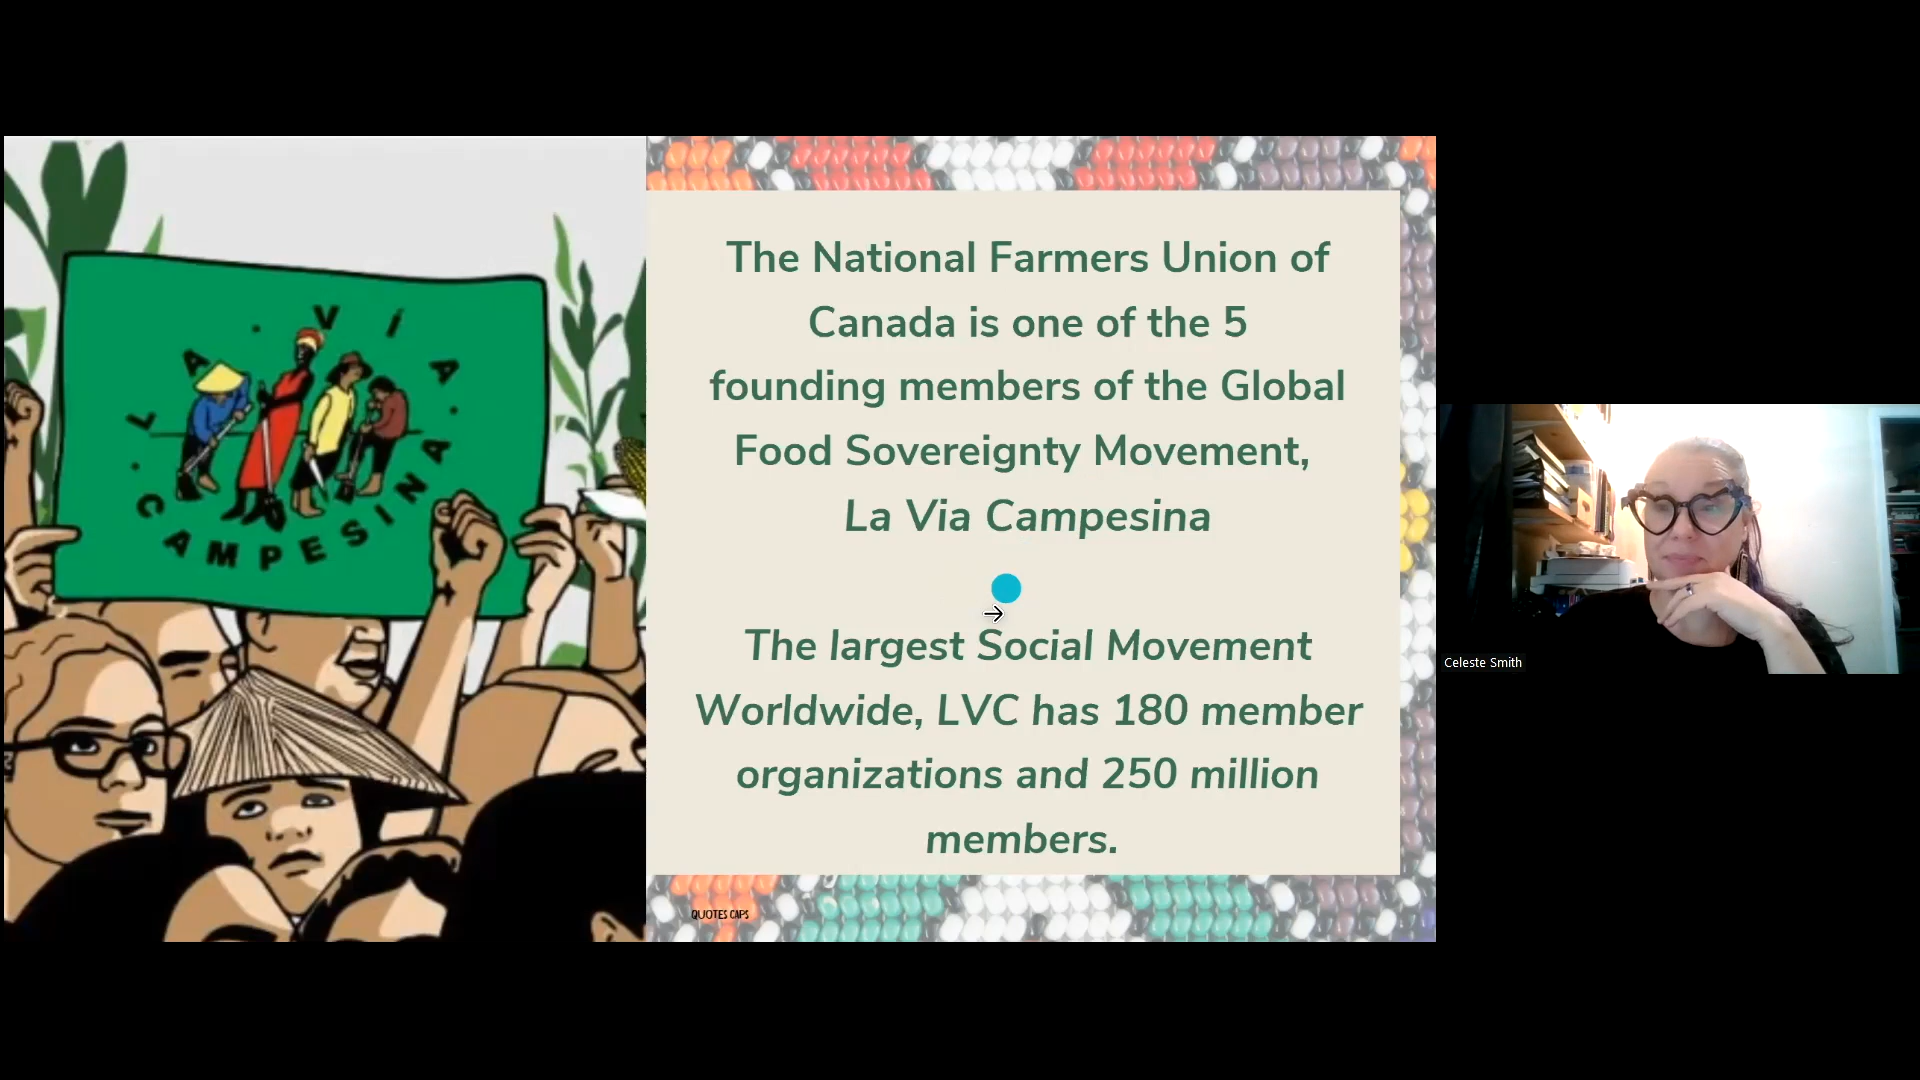 LA VÍA
CAMPESINA
The National Farmers Union of
Canada is one of the 5
founding members of the Global
Food Sovereignty Movement,
La Via Campesina
The largest Social Movement
Worldwide, LVC has 180 member
organizations and 250 million
members.
QUOTES CAPS
Celeste Smith